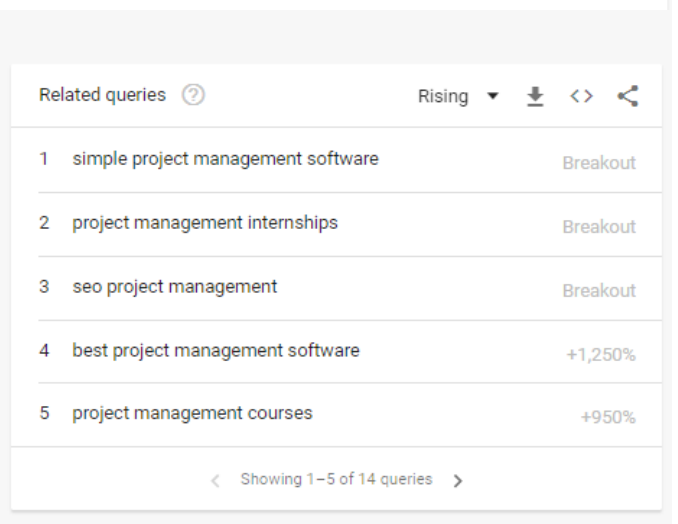 Related queries ? Rising
1 simple project management software Breakout
2 project management internships Breakout
3 seo project management Breakout
4 best project management software +1,250%
5 project management courses +950%
Showing 1–5 of 14 queries